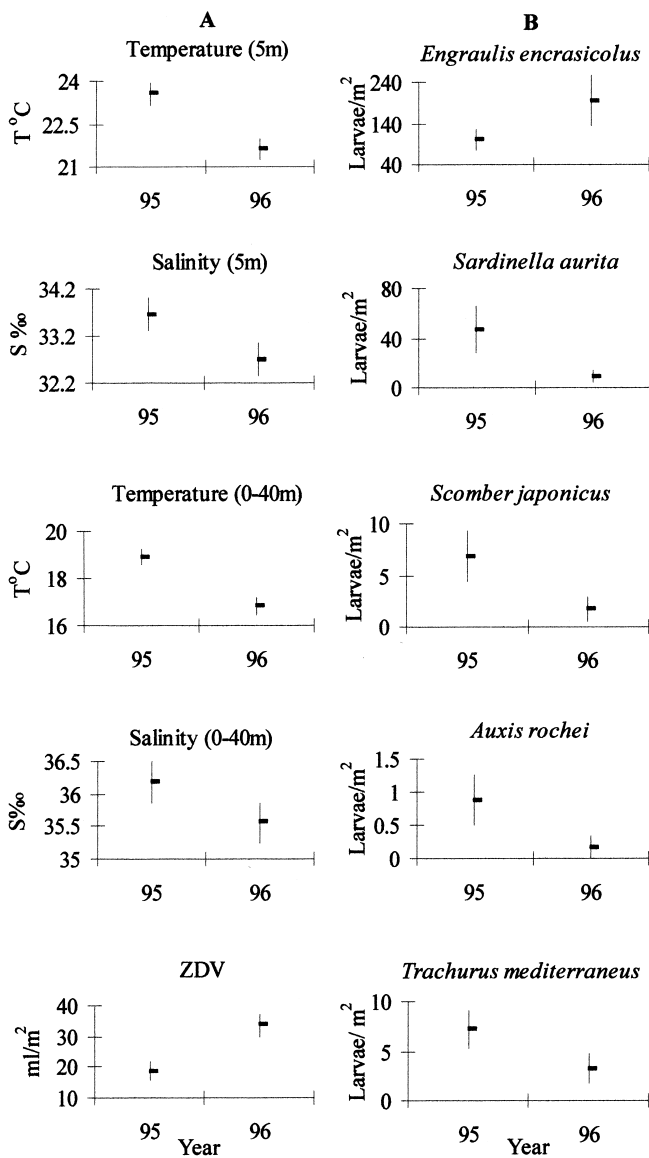 A
Temperature (5m)
T °C
24
22.5
21
95
96
Salinity (5m)
S ‰
34.2
33.2
32.2
95
96
Temperature (0-40m)
T°C
20
18
16
95
96
Salinity (0-40m)
S‰
36.5
36
35.5
35
95
96
ZDV
ml/m²
40
30
20
10
95
96
Year
B
Engraulis encrasicolus
Larvae/m²
240
140
40
95
96
Sardinella aurita
Larvae/m²
80
40
0
95
96
Scomber japonicus
Larvae/m²
10
5
0
95
96
Auxis rochei
Larvae/m²
1.5
1
0.5
0
95
96
Trachurus mediterraneus
Larvae/ m²
10
5
0
95
96
Year